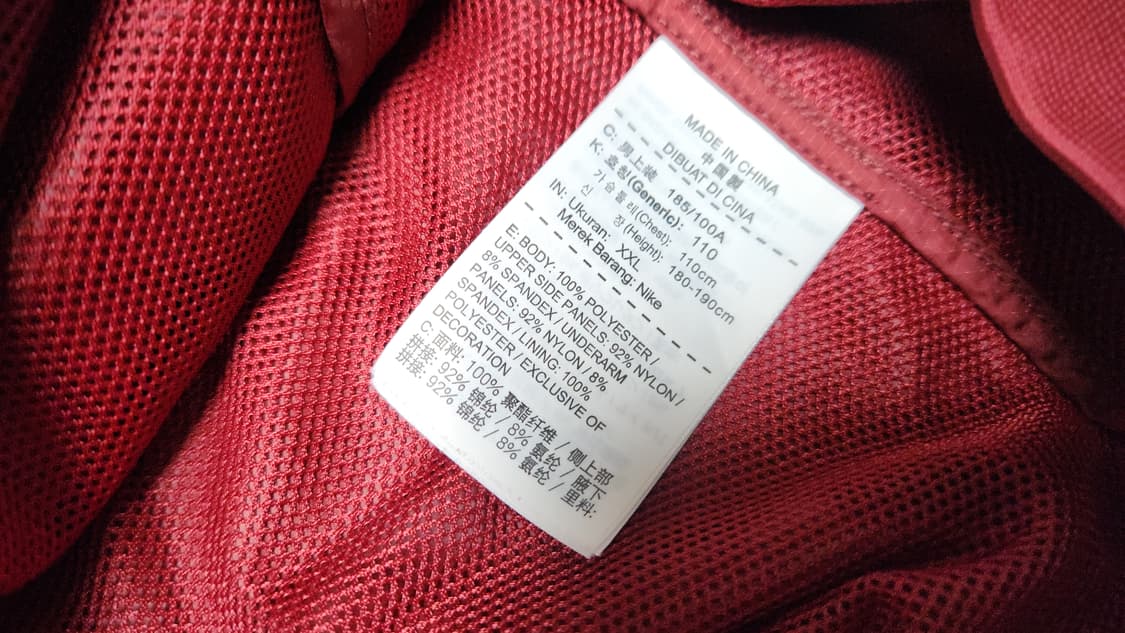 MADE IN CHINA
中國製
DIBUAT DI CINA
C: 男上装 185/100A
K: 호칭(Generic): 110
가슴둘레(Chest): 110cm
신 장(Height): 180-190cm
IN: Ukuran: XXL
Merek Barang: Nike
E: BODY: 100% POLYESTER /
UPPER SIDE PANELS: 92% NYLON /
8% SPANDEX / UNDERARM
PANELS: 92% NYLON / 8%
SPANDEX / LINING: 100%
POLYESTER / EXCLUSIVE OF
DECORATION
C: 面料: 100% 聚酯纤维 / 侧上部
拼接: 92% 锦纶 / 8% 氨纶 / 腋下
拼接: 92% 锦纶 / 8% 氨纶 / 里料: